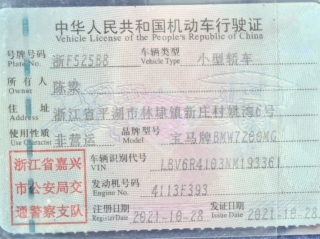 中华人民共和国机动车行驶证
Vehicle License of the People's Republic of China
号牌号码 浙F52588 车辆类型 小型轿车
Plate No. Vehicle Type
所有人 陈
Owner
住址 浙江省平湖市林埭镇新庄村姚湾6号
Address
使用性质 非营运 品牌型号 宝马牌BMW7200MG
Use Character Model
浙江省嘉兴
市公安局交
通警察支队
车辆识别代号 LBV6R4103NM193361
VIN
发动机号码 4113F393
Engine No.
注册日期 2021-10-28 发证日期 2021-10-28
Register Date Issue Date